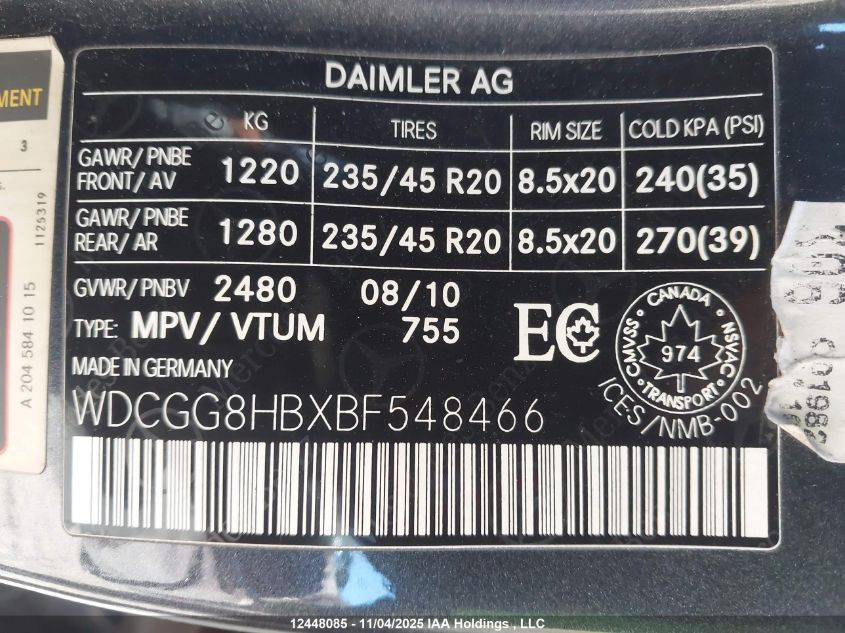 DAIMLER AG
KG TIRES RIM SIZE COLD KPA (PSI)
GAWR/ PNBE
FRONT/ AV 1220 235/45 R20 8.5x20 240(35)
GAWR/ PNBE
REAR/ AR 1280 235/45 R20 8.5x20 270(39)
GVWR/ PNBV 2480 08/10
TYPE: MPV/ VTUM 755
EC
CANADA
CMVSS
974
NSVAC
TRANSPORT
MADE IN GERMANY
ICES/NMB-002
WDCGG8HBXBF548466
MENT
3
1125319
A 204 584 10 15
12448085 - 11/04/2025 IAA Holdings , LLC